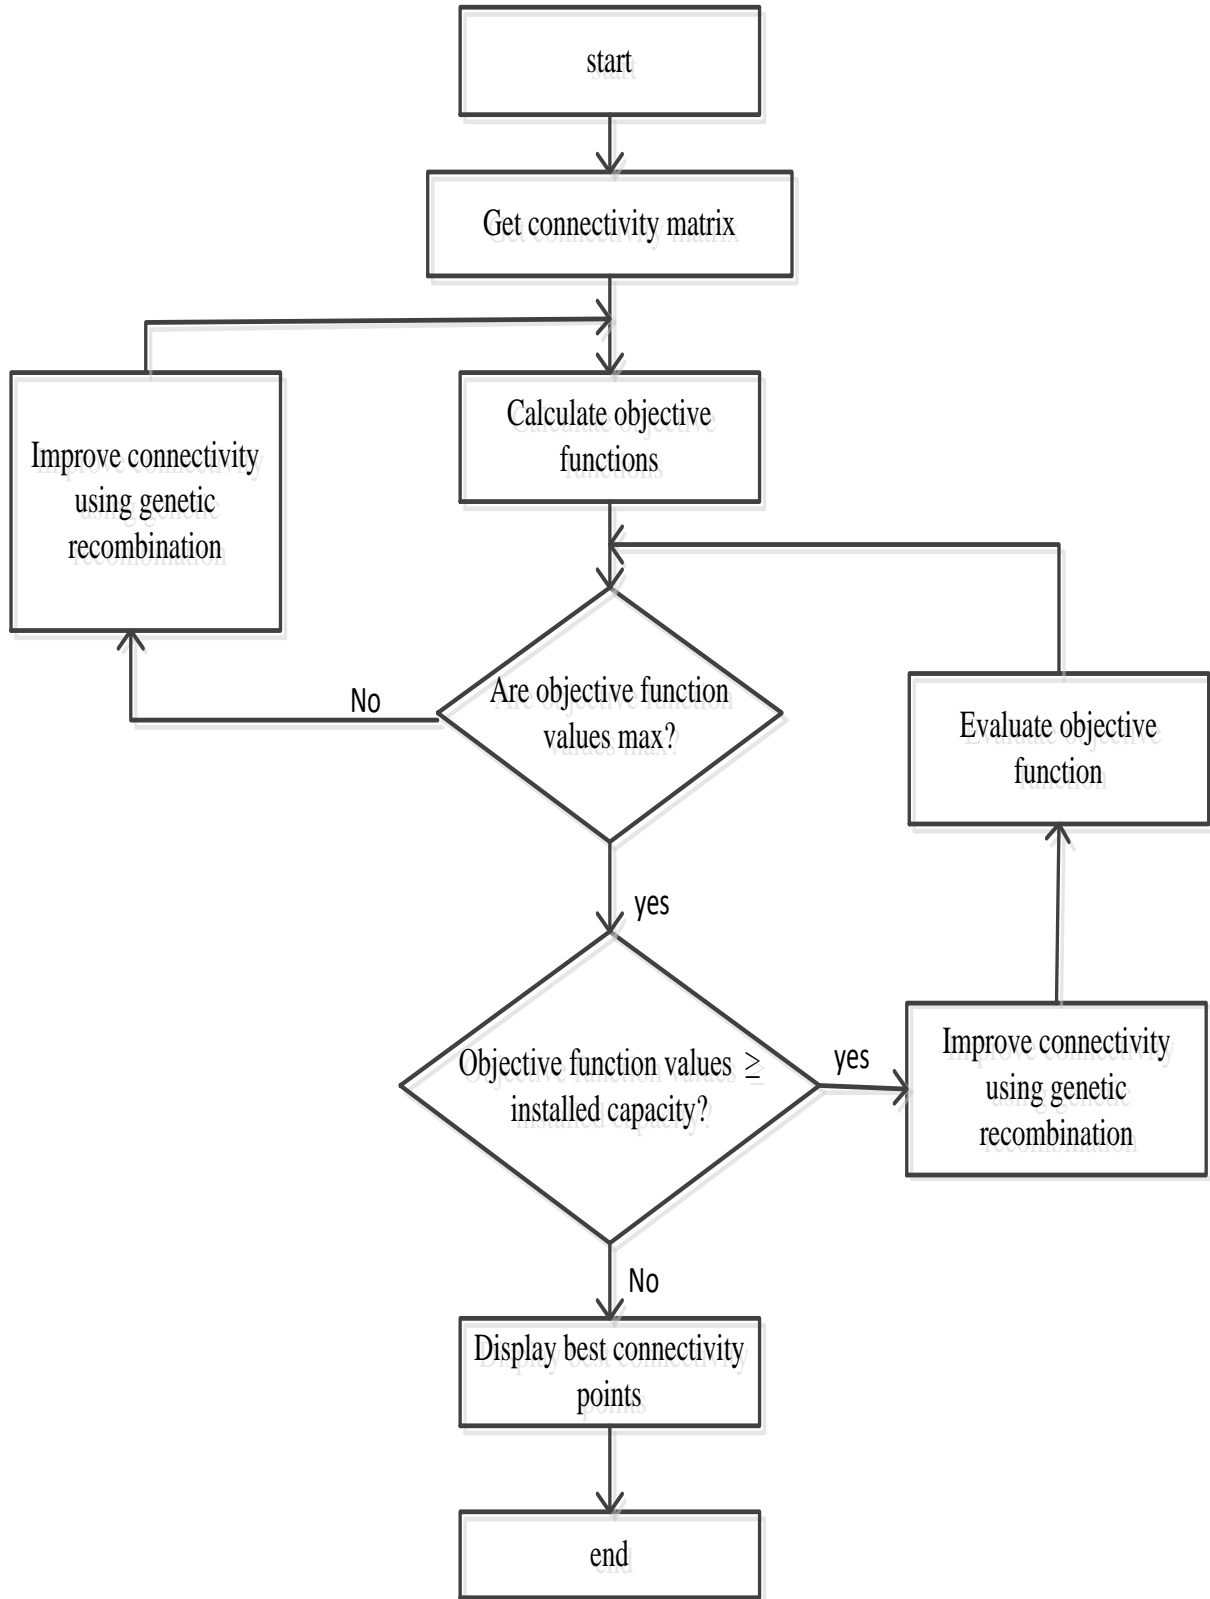 start
Get connectivity matrix
Calculate objective
functions
Improve connectivity
using genetic
recombination
No
Are objective function
values max?
Evaluate objective
function
yes
Objective function values ≥
installed capacity?
yes
Improve connectivity
using genetic
recombination
No
Display best connectivity
points
end